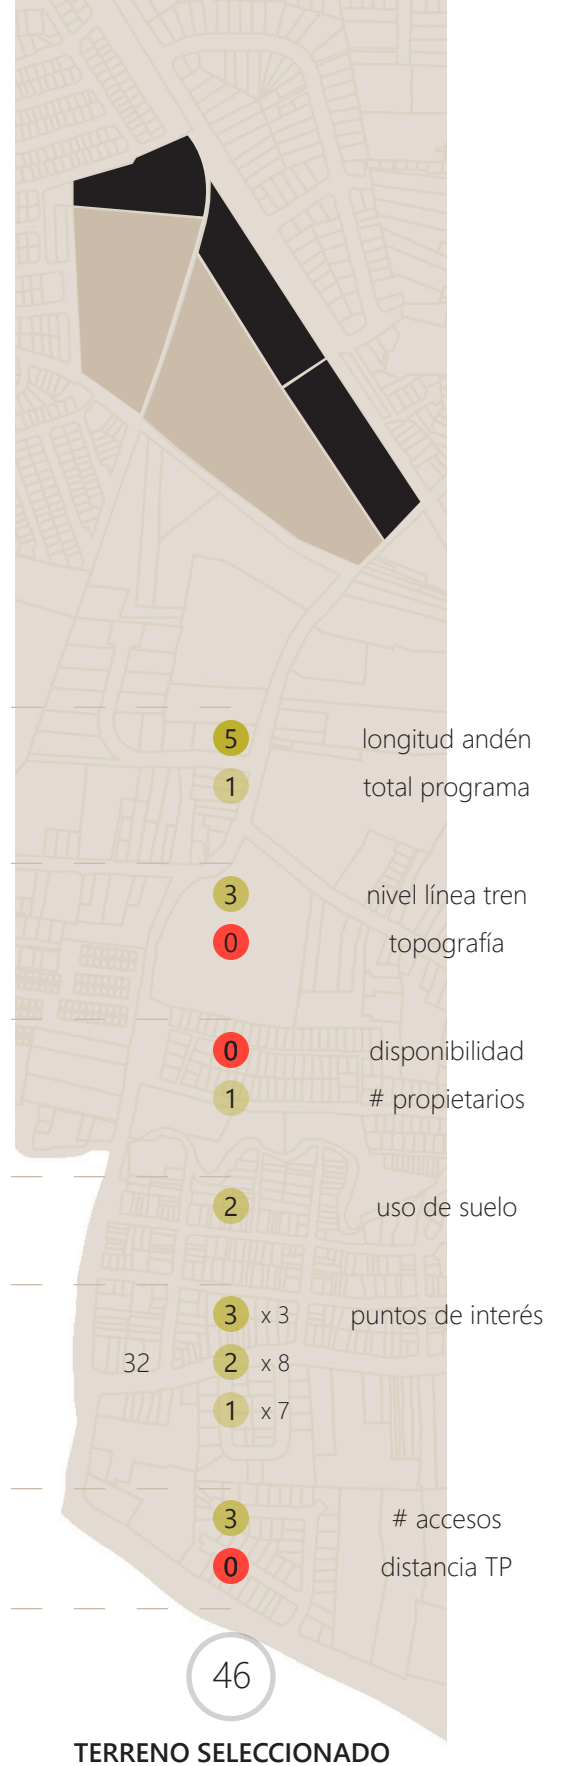 5 longitud andén
1 total programa
3 nivel línea tren
0 topografía
0 disponibilidad
1 # propietarios
2 uso de suelo
3 x 3 puntos de interés
32 2 x 8
1 x 7
3 # accesos
0 distancia TP
46
TERRENO SELECCIONADO